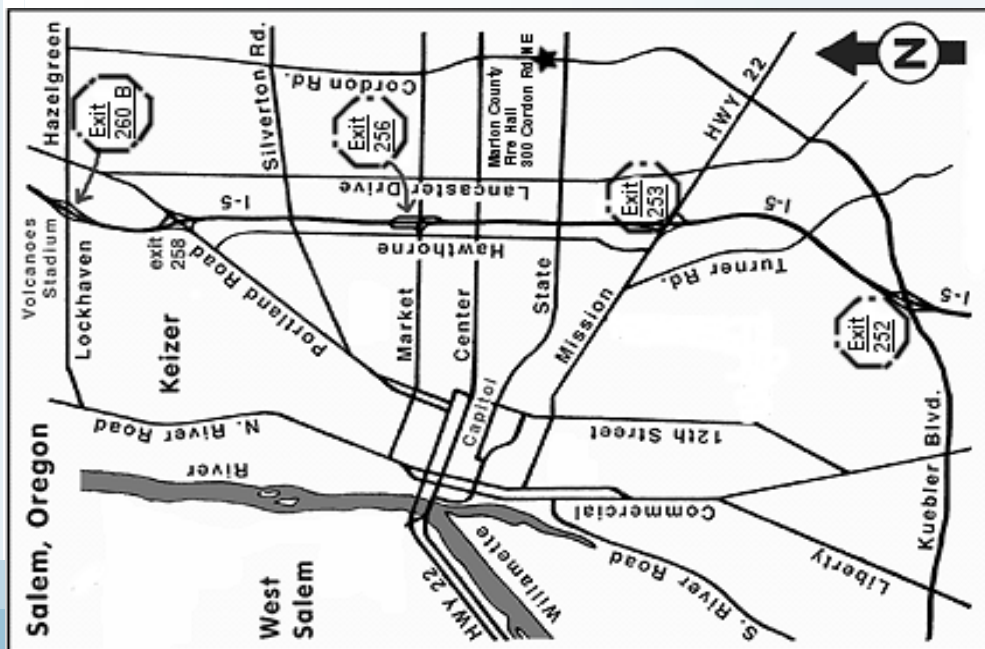 Salem, Oregon
Hazelgreen
Exit
260 B
Volcanoes
Stadium
Lockhaven
exit
258
Keizer
Portland Road
N. River Road
River
West
Salem
HWY 22
Willamette
Silverton Rd.
Cordon Rd.
Exit
256
I-5
Lancaster Drive
Hawthorne
Market
Center
Capitol
State
Marion County
Fire Hall
300 Cordon Rd NE
Mission
12th Street
Commercial
S. River Road
Liberty
Kuebler Blvd.
Turner Rd.
Exit
253
HWY 22
I-5
Exit
252
I-5
N